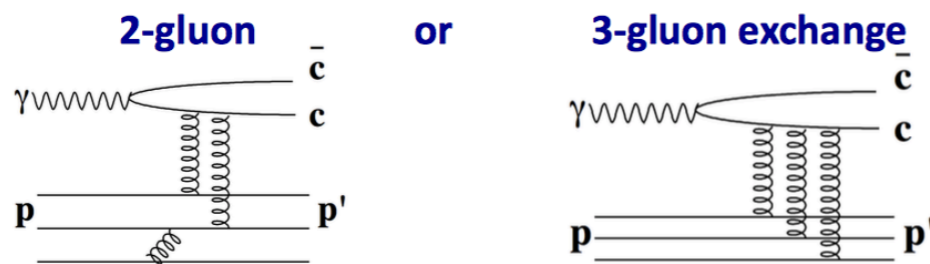 2-gluon or 3-gluon exchange
c̄
c
γ
p p'
c̄
c
γ
p p'